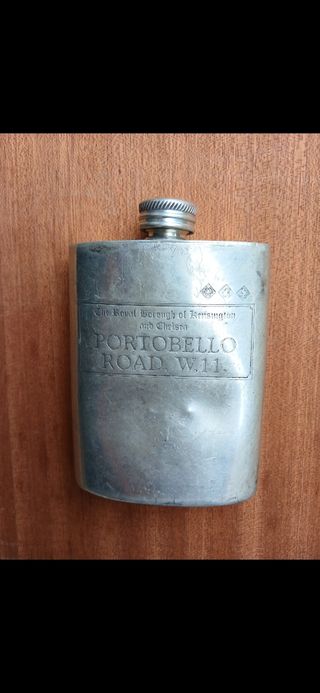 The Royal Borough of Kensington
and Chelsea
PORTOBELLO
ROAD, W.11.